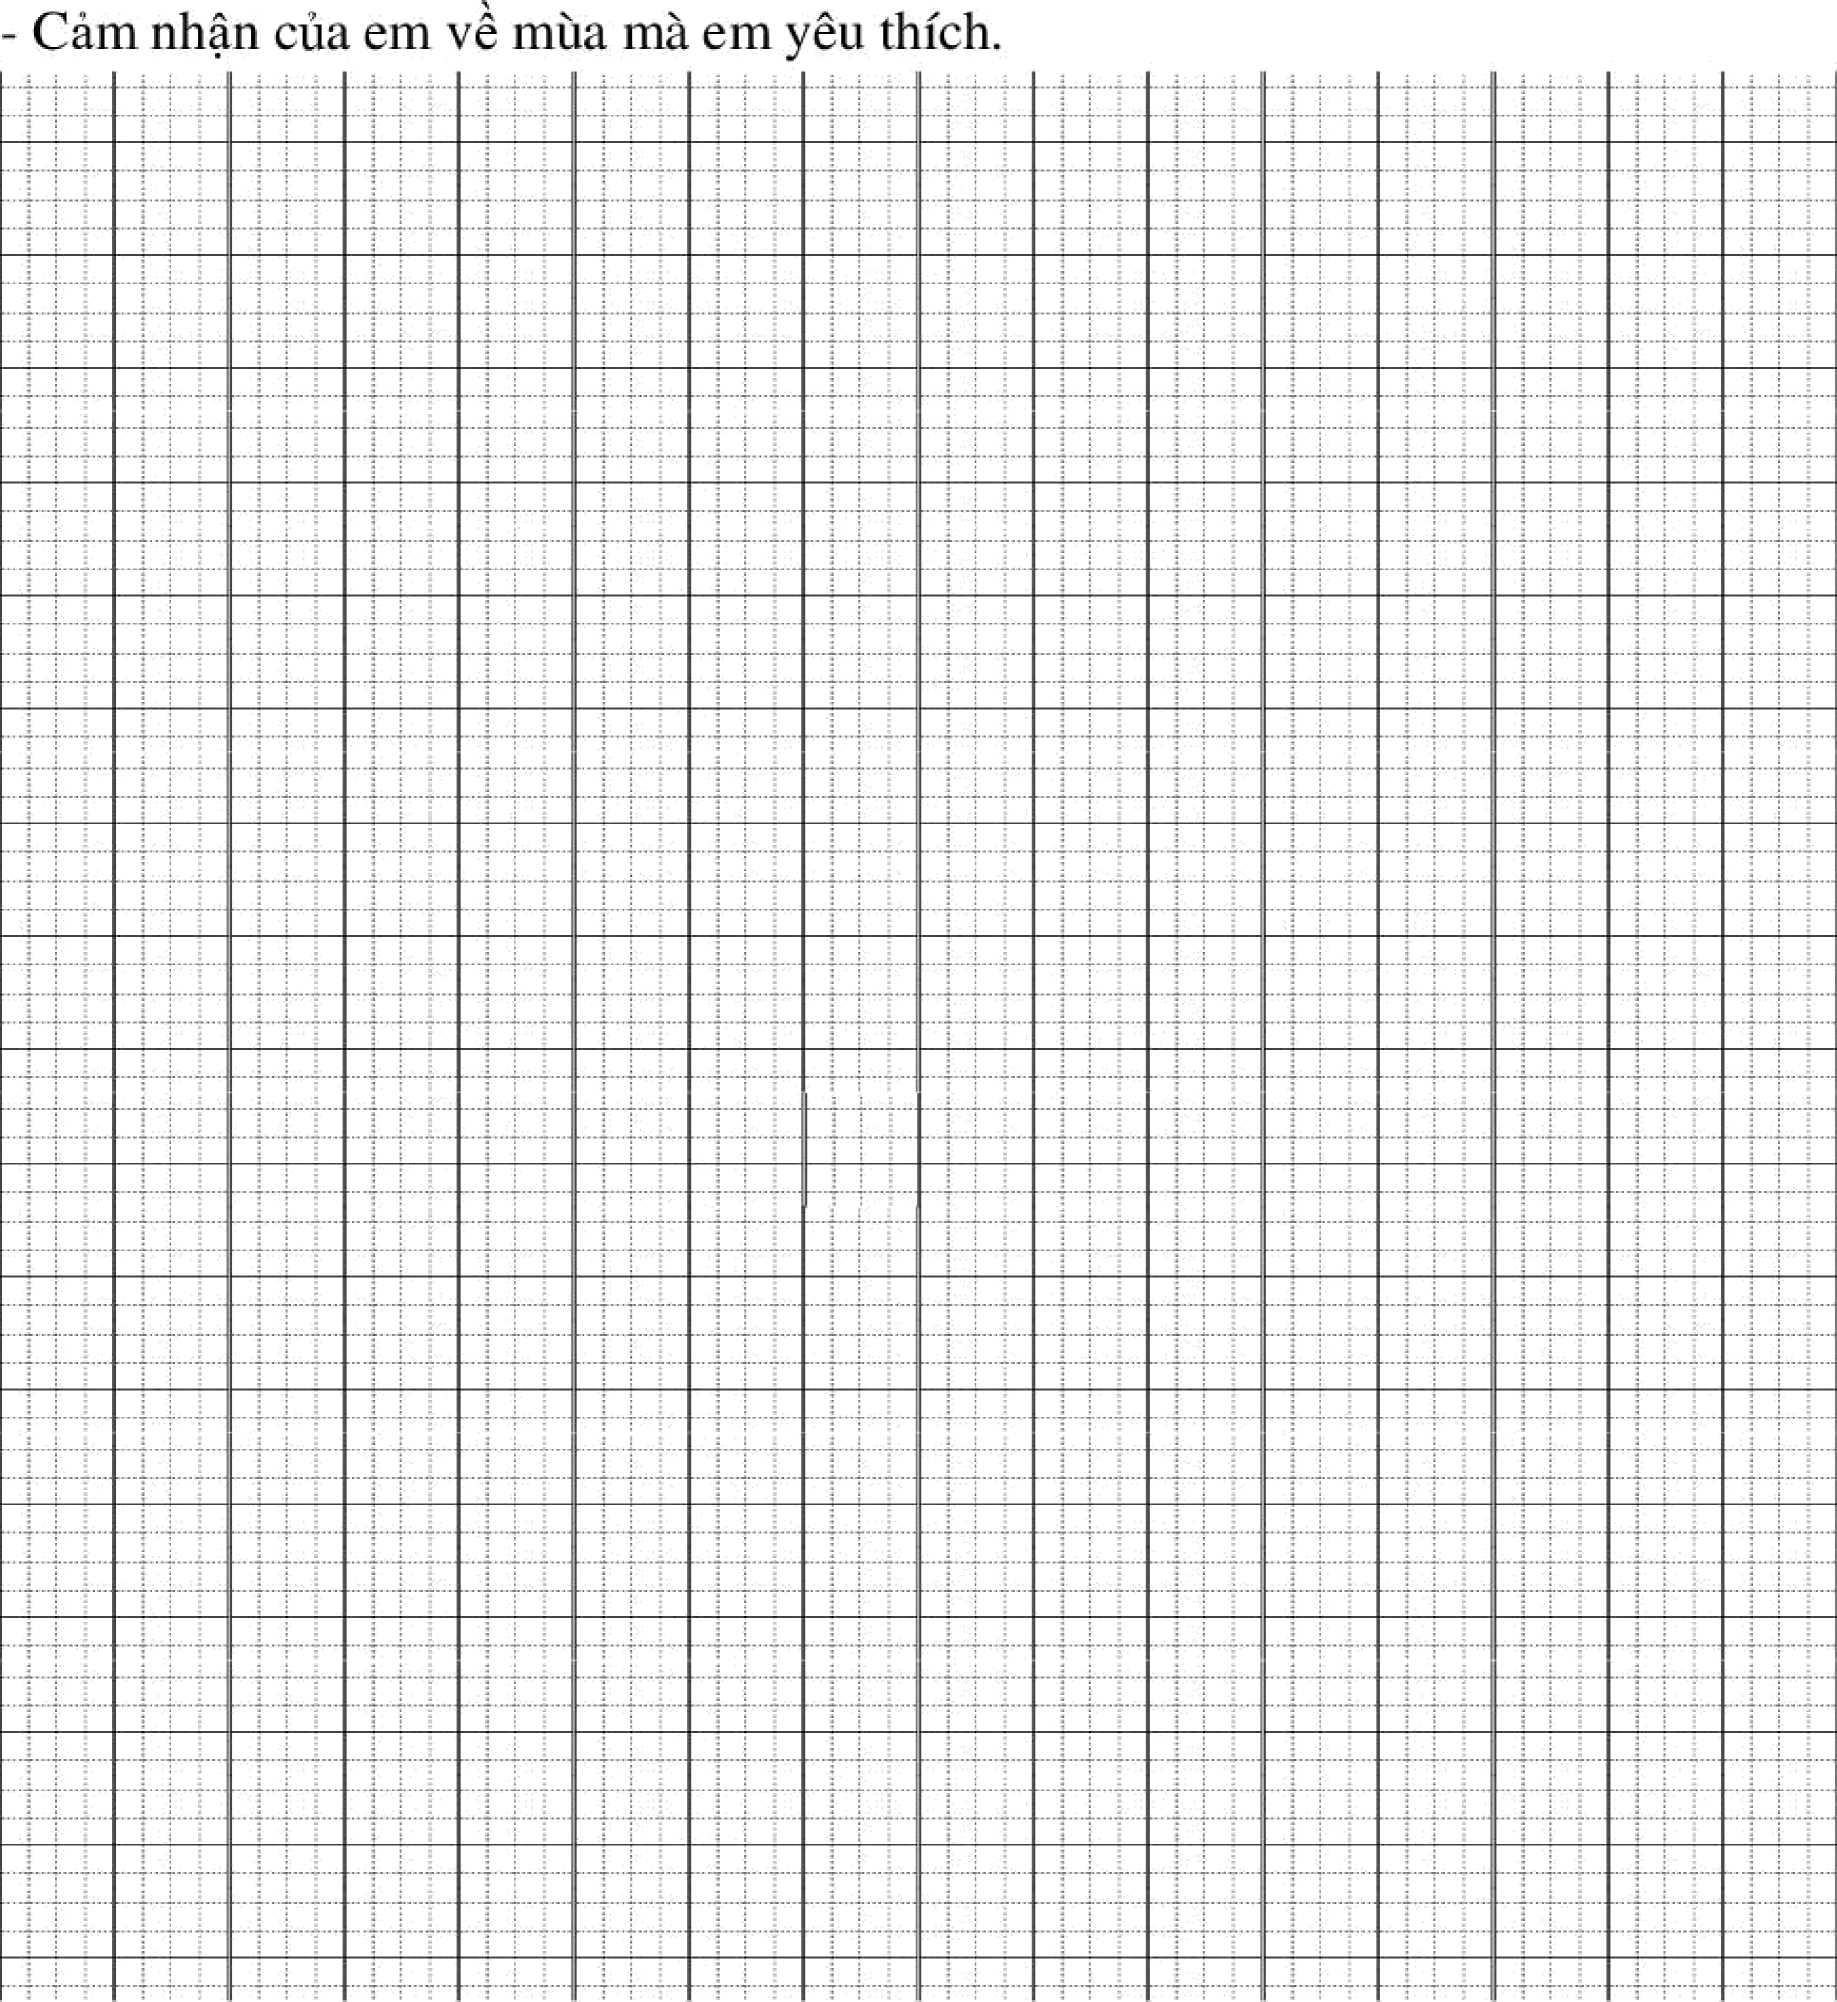 - Cảm nhận của em về mùa mà em yêu thích.